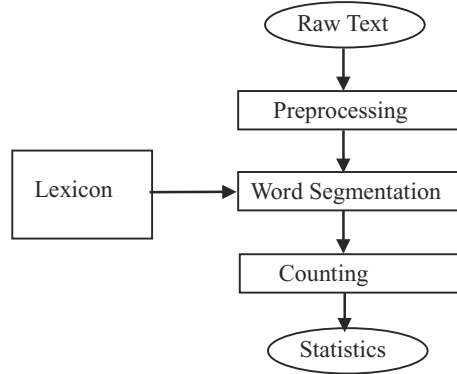 Raw Text
Preprocessing
Lexicon
Word Segmentation
Counting
Statistics